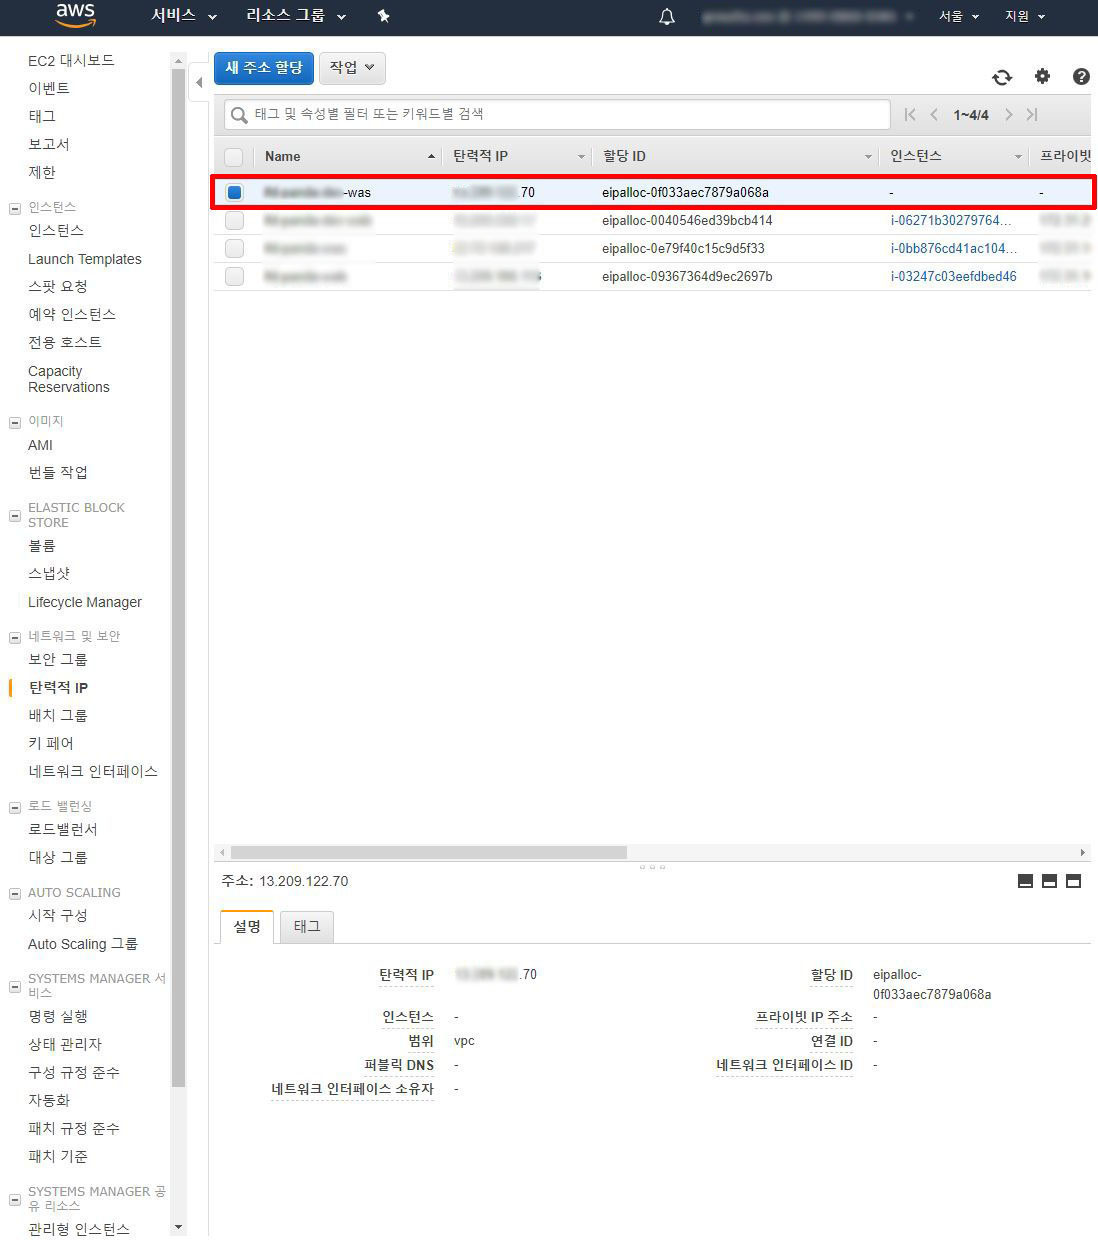 aws 서비스 리소스 그룹 서울 지원
EC2 대시보드
이벤트
태그
보고서
제한
인스턴스
인스턴스
Launch Templates
스팟 요청
예약 인스턴스
전용 호스트
Capacity
Reservations
이미지
AMI
번들 작업
ELASTIC BLOCK
STORE
볼륨
스냅샷
Lifecycle Manager
네트워크 및 보안
보안 그룹
탄력적 IP
배치 그룹
키 페어
네트워크 인터페이스
로드 밸런싱
로드밸런서
대상 그룹
AUTO SCALING
시작 구성
Auto Scaling 그룹
SYSTEMS MANAGER 서
비스
명령 실행
상태 관리자
구성 규정 준수
자동화
패치 규정 준수
패치 기준
SYSTEMS MANAGER 공
유 리소스
관리형 인스턴스
새 주소 할당 작업
태그 및 속성별 필터 또는 키워드별 검색 1~4/4
Name 탄력적 IP 할당 ID 인스턴스 프라이빗
-was .70 eipalloc-0f033aec7879a068a - -
eipalloc-0040546ed39bcb414 i-06271b30279764...
eipalloc-0e79f40c15c9d5f33 i-0bb876cd41ac104...
eipalloc-09367364d9ec2697b i-03247c03eefdbed46
주소: 13.209.122.70
설명 태그
탄력적 IP .70 할당 ID eipalloc-
0f033aec7879a068a
인스턴스 - 프라이빗 IP 주소 -
범위 vpc 연결 ID -
퍼블릭 DNS - 네트워크 인터페이스 ID -
네트워크 인터페이스 소유자 -